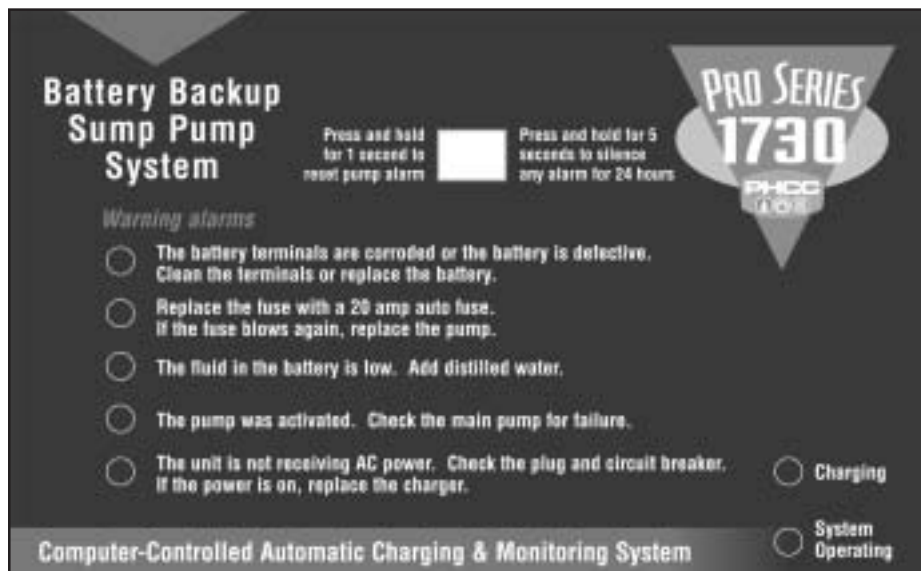 Battery Backup
Sump Pump
System
Press and hold
for 1 second to
reset pump alarm
Press and hold for 5
seconds to silence
any alarm for 24 hours
PRO SERIES
1730
PHCC
Warning alarms
The battery terminals are corroded or the battery is defective.
Clean the terminals or replace the battery.
Replace the fuse with a 20 amp auto fuse.
If the fuse blows again, replace the pump.
The fluid in the battery is low. Add distilled water.
The pump was activated. Check the main pump for failure.
The unit is not receiving AC power. Check the plug and circuit breaker.
If the power is on, replace the charger.
Charging
System
Operating
Computer-Controlled Automatic Charging & Monitoring System